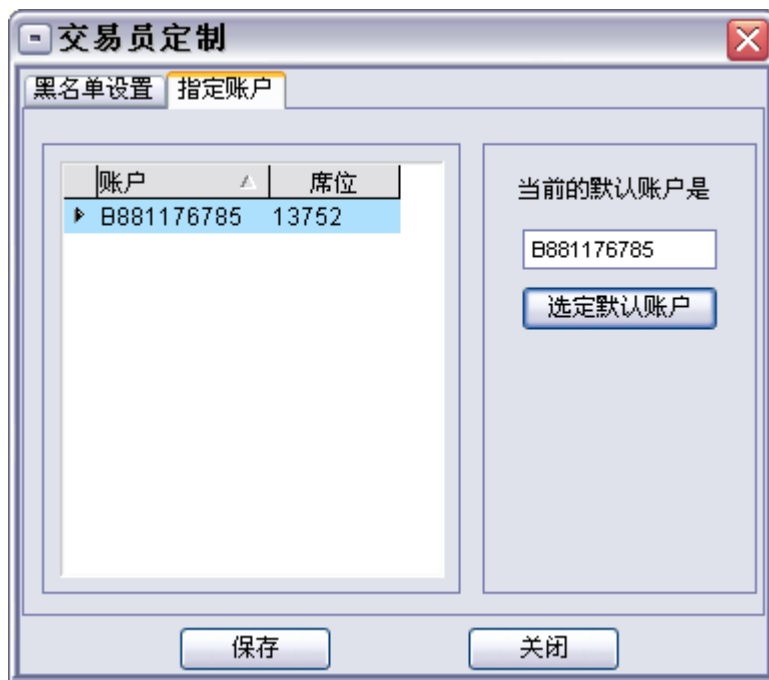 交易员定制
黑名单设置 指定账户
账户 席位
B881176785 13752
当前的默认账户是
B881176785
选定默认账户
保存 关闭